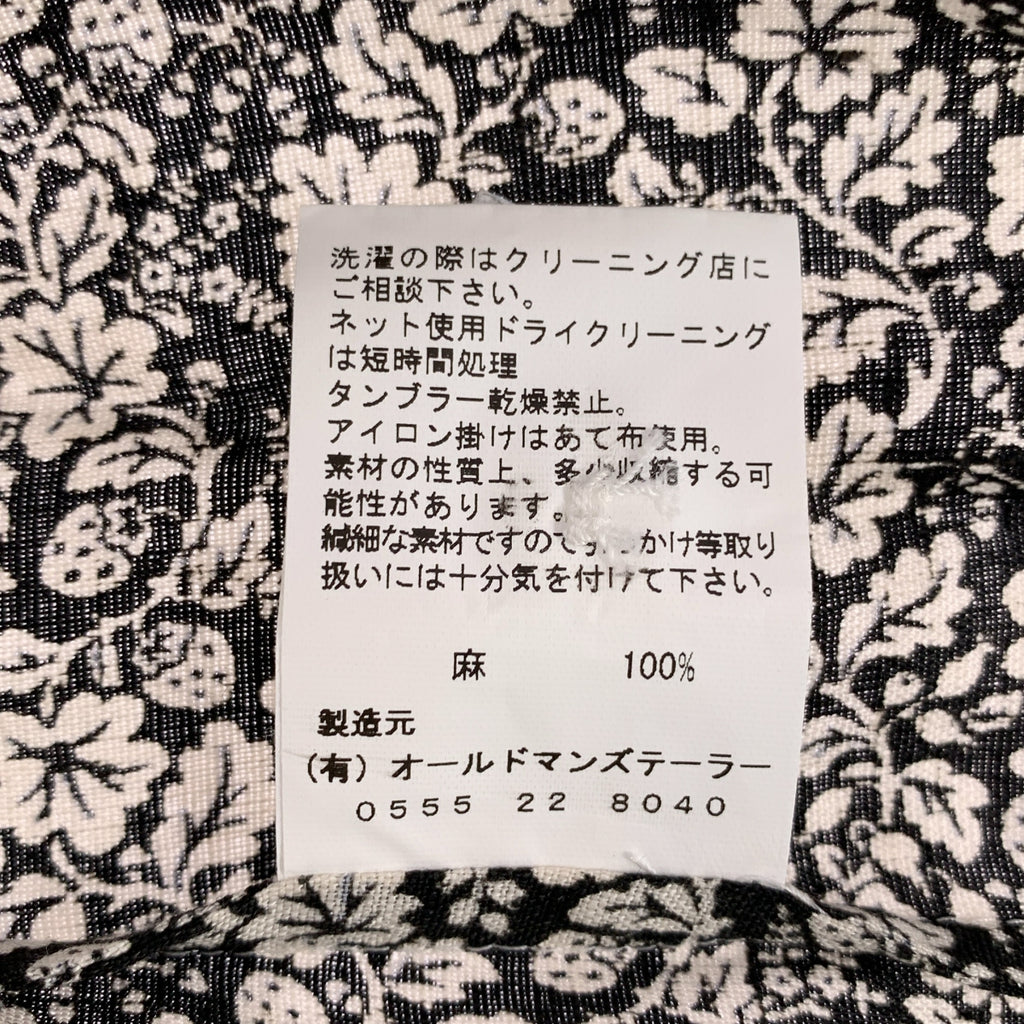 洗濯の際はクリーニング店に
ご相談下さい。
ネット使用ドライクリーニング
は短時間処理
タンブラー乾燥禁止。
アイロン掛けはあて布使用。
素材の性質上、多少収縮する可
能性があります。
繊細な素材ですので かけ等取り
扱いには十分気を付けて下さい。
麻 100%
製造元
(有) オールドマンズテーラー
0555 22 8040